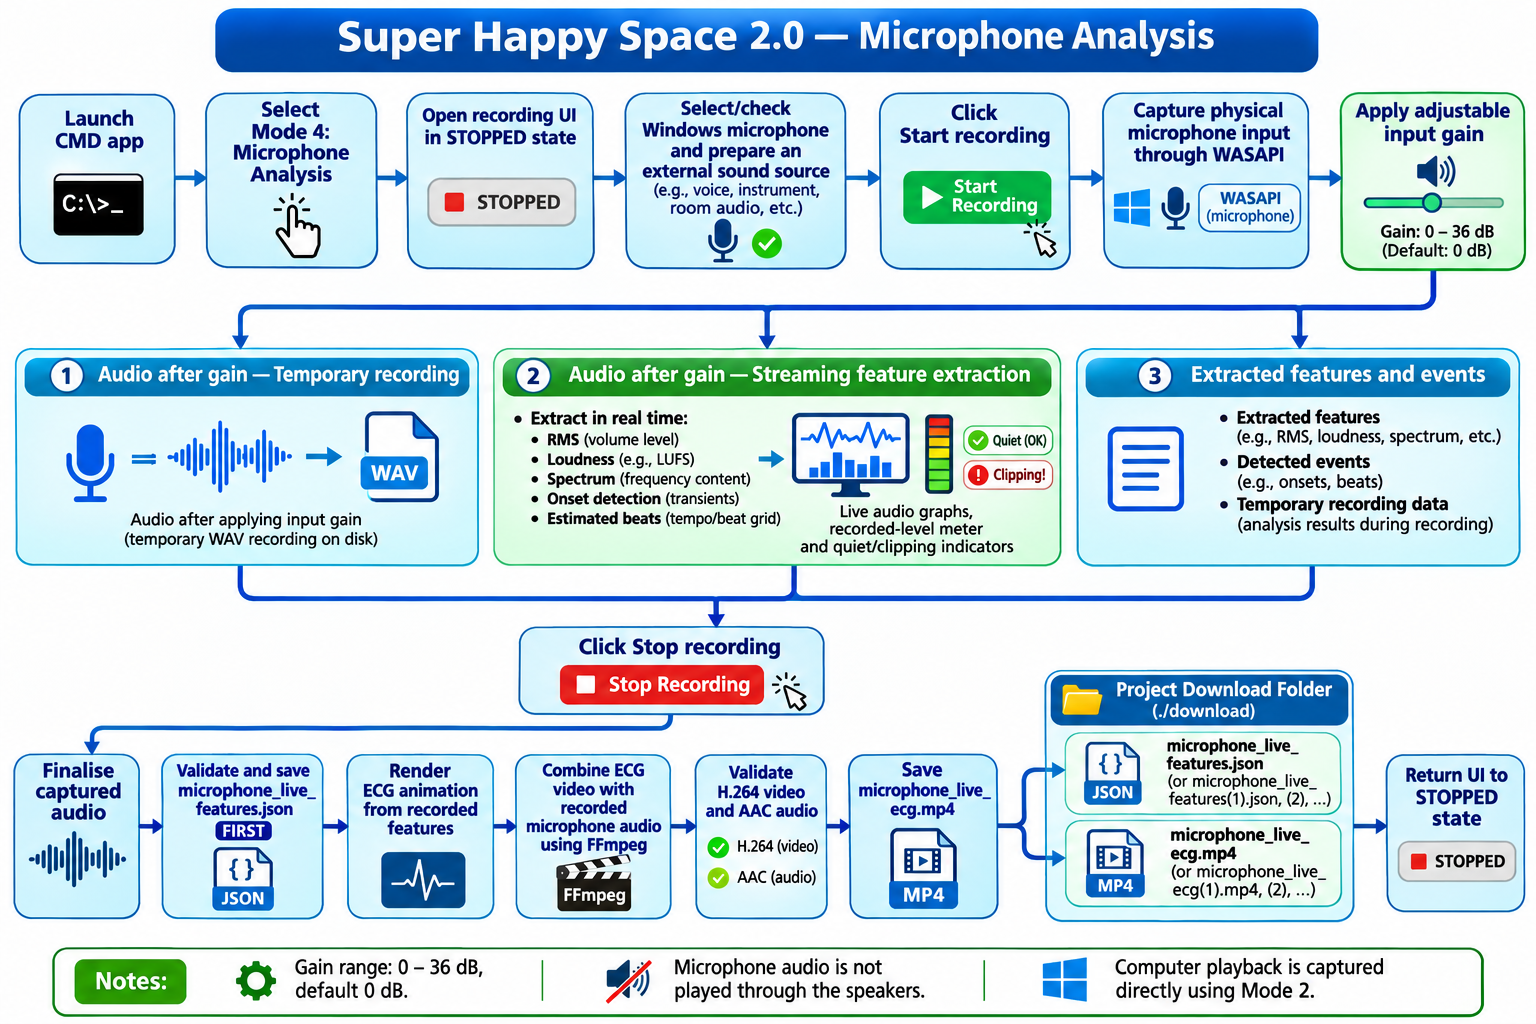 Super Happy Space 2.0 — Microphone Analysis
Launch
CMD app
C:\>_
Select
Mode 4:
Microphone
Analysis
Open recording UI
in STOPPED state
STOPPED
Select/check
Windows microphone
and prepare an
external sound source
(e.g., voice, instrument,
room audio, etc.)
Click
Start recording
Start
Recording
Capture physical
microphone input
through WASAPI
WASAPI
(microphone)
Apply adjustable
input gain
Gain: 0 – 36 dB
(Default: 0 dB)
1 Audio after gain — Temporary recording
WAV
Audio after applying input gain
(temporary WAV recording on disk)
2 Audio after gain — Streaming feature extraction
• Extract in real time:
• RMS (volume level)
• Loudness (e.g., LUFS)
• Spectrum (frequency content)
• Onset detection (transients)
• Estimated beats (tempo/beat grid)
Quiet (OK)
Clipping!
Live audio graphs,
recorded-level meter
and quiet/clipping indicators
3 Extracted features and events
• Extracted features
(e.g., RMS, loudness, spectrum, etc.)
• Detected events
(e.g., onsets, beats)
• Temporary recording data
(analysis results during recording)
Click Stop recording
Stop Recording
Finalise
captured
audio
Validate and save
microphone_live_
features.json
FIRST
{ }
JSON
Render
ECG animation
from recorded
features
Combine ECG
video with
recorded
microphone audio
using FFmpeg
FFmpeg
Validate
H.264 video
and AAC audio
H.264 (video)
AAC (audio)
Save
microphone_live_
ecg.mp4
MP4
Project Download Folder
(./download)
{ }
JSON
microphone_live_
features.json
(or microphone_live_
features(1).json, (2), ...)
MP4
microphone_live_
ecg.mp4
(or microphone_live_
ecg(1).mp4, (2), ...)
Return UI to
STOPPED
state
STOPPED
Notes:
Gain range: 0 – 36 dB,
default 0 dB.
Microphone audio is not
played through the speakers.
Computer playback is captured
directly using Mode 2.